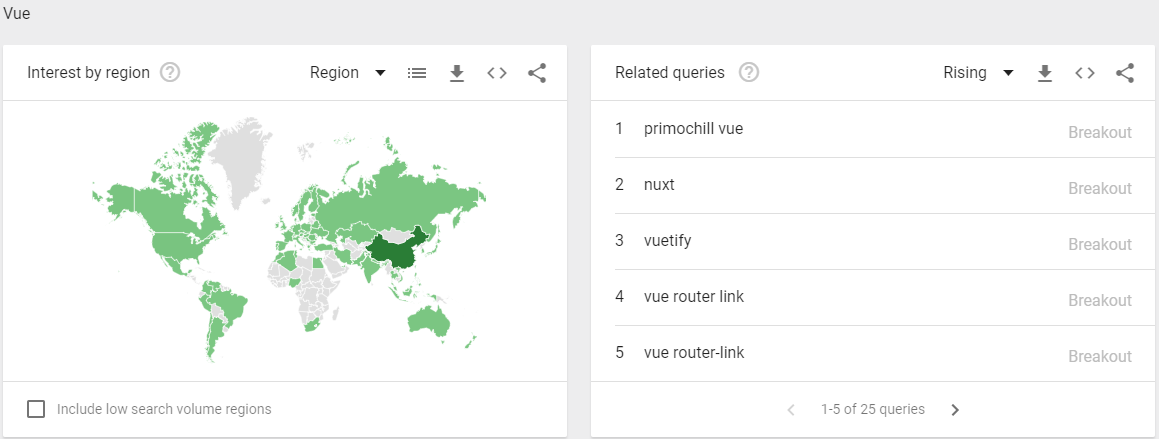 Vue
Interest by region ?
Region
Related queries ?
Rising
1 primochill vue Breakout
2 nuxt Breakout
3 vuetify Breakout
4 vue router link Breakout
5 vue router-link Breakout
Include low search volume regions
1-5 of 25 queries